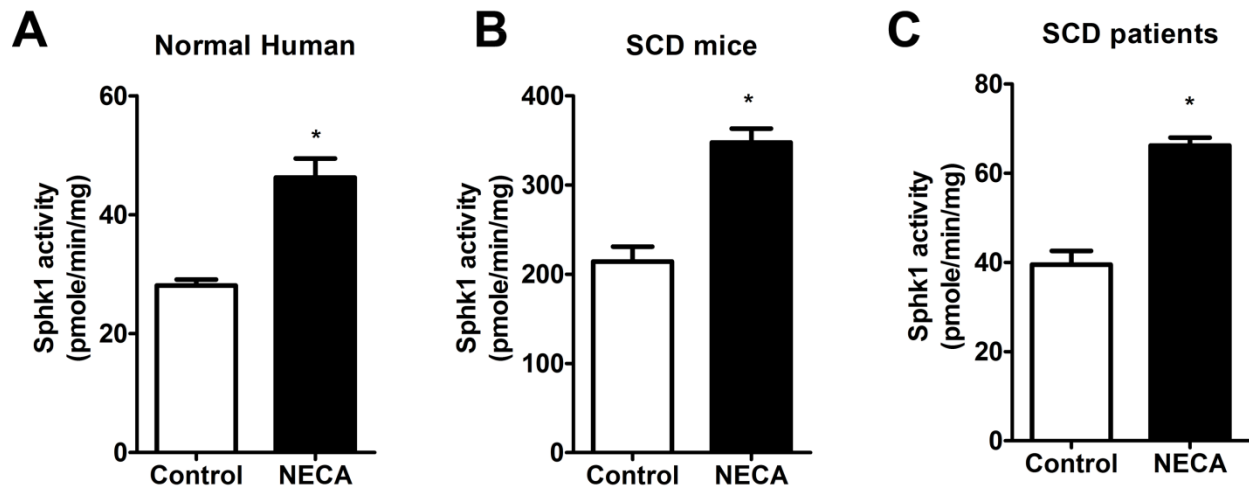 A
Normal Human
Sphk1 activity
(pmole/min/mg)
60
40
20
0
*
Control
NECA
B
SCD mice
Sphk1 activity
(pmole/min/mg)
400
300
200
100
0
*
Control
NECA
C
SCD patients
Sphk1 activity
(pmole/min/mg)
80
60
40
20
0
*
Control
NECA